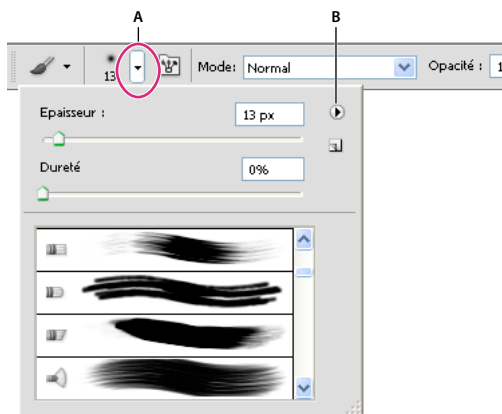 A B
13 Mode: Normal Opacité : 1
Epaisseur : 13 px
Dureté 0%